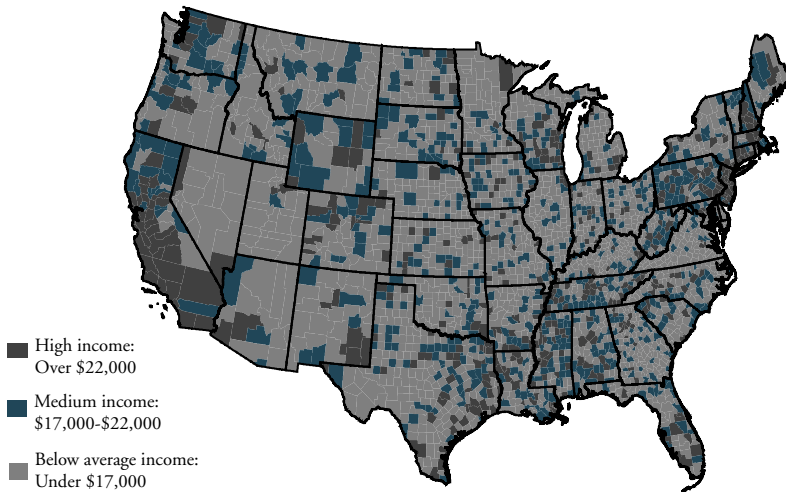 High income:
Over $22,000
Medium income:
$17,000-$22,000
Below average income:
Under $17,000